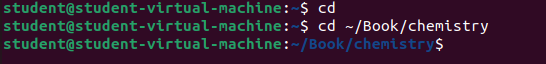 student@student-virtual-machine:~$ cd
student@student-virtual-machine:~$ cd ~/Book/chemistry
student@student-virtual-machine:~/Book/chemistry$